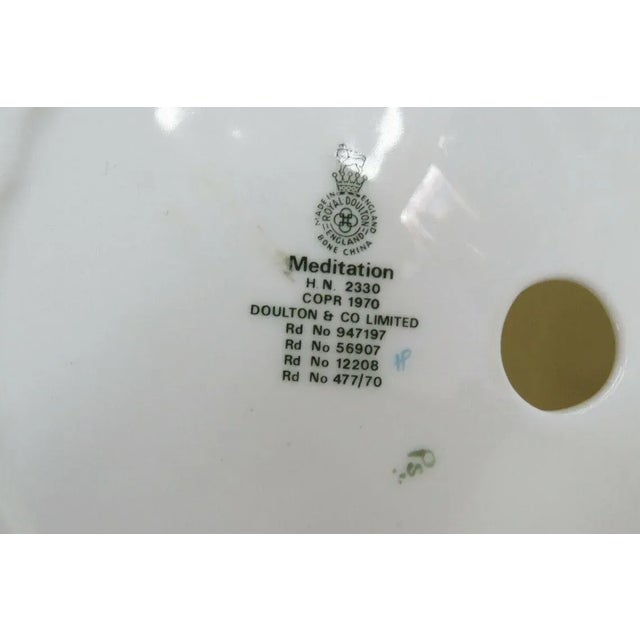 MADE IN ENGLAND
ROYAL DOULTON
ENGLAND
BONE CHINA
Meditation
H.N. 2330
COPR 1970
DOULTON & CO LIMITED
Rd No 947197
Rd No 56907
Rd No 12208
Rd No 477/70